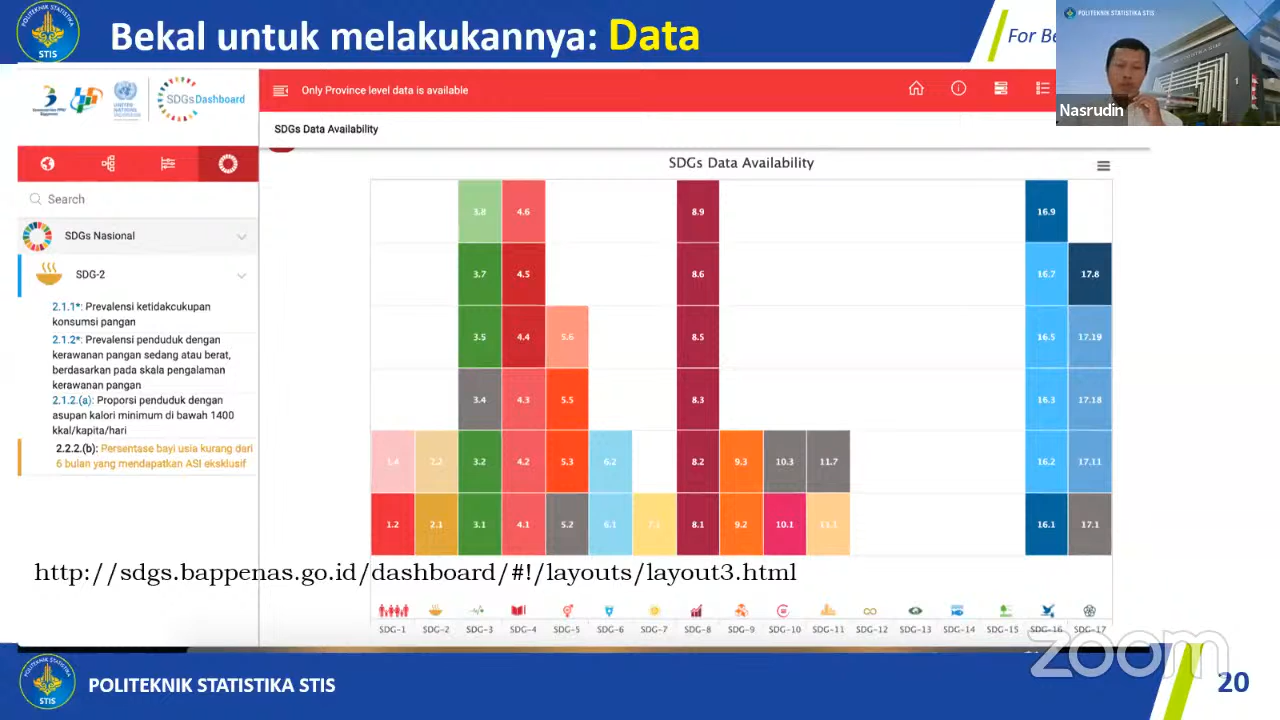 POLITEKNIK STATISTIKA
STIS
Bekal untuk melakukannya: Data
For Be
POLITEKNIK STATISTIKA STIS
Nasrudin
UNITED NATIONS
SDGsDashboard
Only Province level data is available
SDGs Data Availability
Search
SDGs Nasional
SDG-2
2.1.1*: Prevalensi ketidakcukupan
konsumsi pangan
2.1.2*: Prevalensi penduduk dengan
kerawanan pangan sedang atau berat,
berdasarkan pada skala pengalaman
kerawanan pangan
2.1.2.(a): Proporsi penduduk dengan
asupan kalori minimum di bawah 1400
kkal/kapita/hari
2.2.2.(b): Persentase bayi usia kurang dari
6 bulan yang mendapatkan ASI eksklusif
SDGs Data Availability
3.8 4.6 8.9 16.9
3.7 4.5 8.6 16.7 17.8
3.5 4.4 5.6 8.5 16.5 17.19
3.4 4.3 5.5 8.3 16.3 17.18
1.4 2.2 3.2 4.2 5.3 6.2 8.2 9.3 10.3 11.7 16.2 17.11
1.2 2.1 3.1 4.1 5.2 6.1 7.1 8.1 9.2 10.1 11.1 16.1 17.1
http://sdgs.bappenas.go.id/dashboard/#!/layouts/layout3.html
SDG-1 SDG-2 SDG-3 SDG-4 SDG-5 SDG-6 SDG-7 SDG-8 SDG-9 SDG-10 SDG-11 SDG-12 SDG-13 SDG-14 SDG-15 SDG-16 SDG-17
zoom
STIS
POLITEKNIK STATISTIKA STIS
20